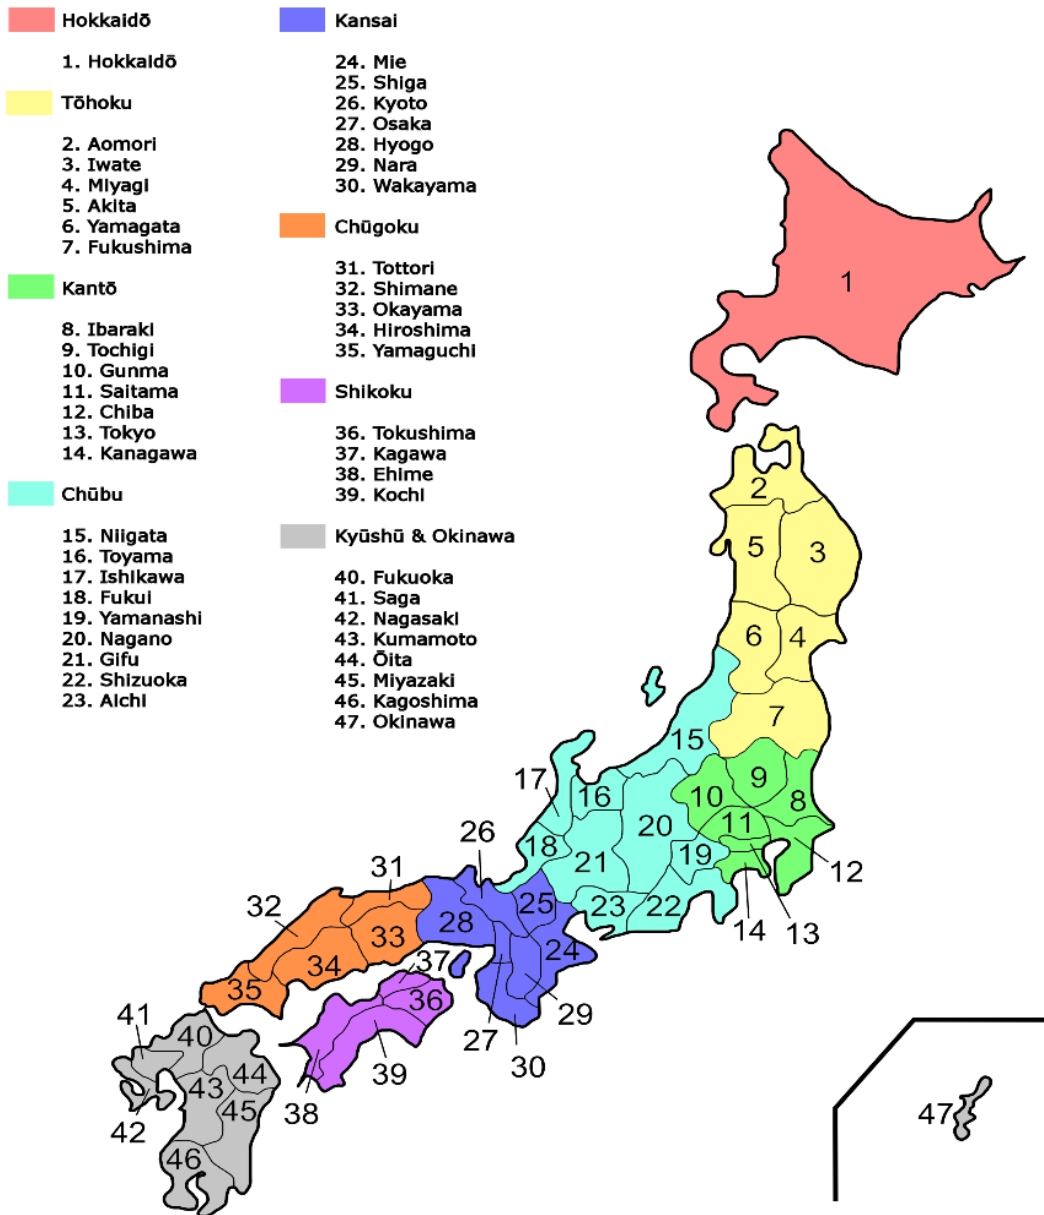 Hokkaidō
1. Hokkaidō
Tōhoku
2. Aomori
3. Iwate
4. Miyagi
5. Akita
6. Yamagata
7. Fukushima
Kantō
8. Ibaraki
9. Tochigi
10. Gunma
11. Saitama
12. Chiba
13. Tokyo
14. Kanagawa
Chūbu
15. Niigata
16. Toyama
17. Ishikawa
18. Fukui
19. Yamanashi
20. Nagano
21. Gifu
22. Shizuoka
23. Aichi
Kansai
24. Mie
25. Shiga
26. Kyoto
27. Osaka
28. Hyogo
29. Nara
30. Wakayama
Chūgoku
31. Tottori
32. Shimane
33. Okayama
34. Hiroshima
35. Yamaguchi
Shikoku
36. Tokushima
37. Kagawa
38. Ehime
39. Kochi
Kyūshū & Okinawa
40. Fukuoka
41. Saga
42. Nagasaki
43. Kumamoto
44. Ōita
45. Miyazaki
46. Kagoshima
47. Okinawa
1
2
5
3
6
4
7
15
9
17
16
10
8
20
11
26
18
21
19
12
31
32
28
25
23
22
14
13
33
24
34
37
35
36
29
41
40
27
30
39
44
43
45
38
42
46
47